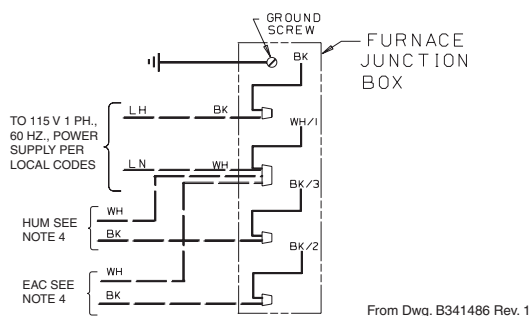 GROUND
SCREW
FURNACE
JUNCTION
BOX
BK
LH
BK
TO 115 V 1 PH.,
60 HZ., POWER
SUPPLY PER
LOCAL CODES
WH/1
LN
WH
BK/3
WH
HUM SEE
NOTE 4
BK
BK/2
WH
EAC SEE
NOTE 4
BK
From Dwg. B341486 Rev. 1